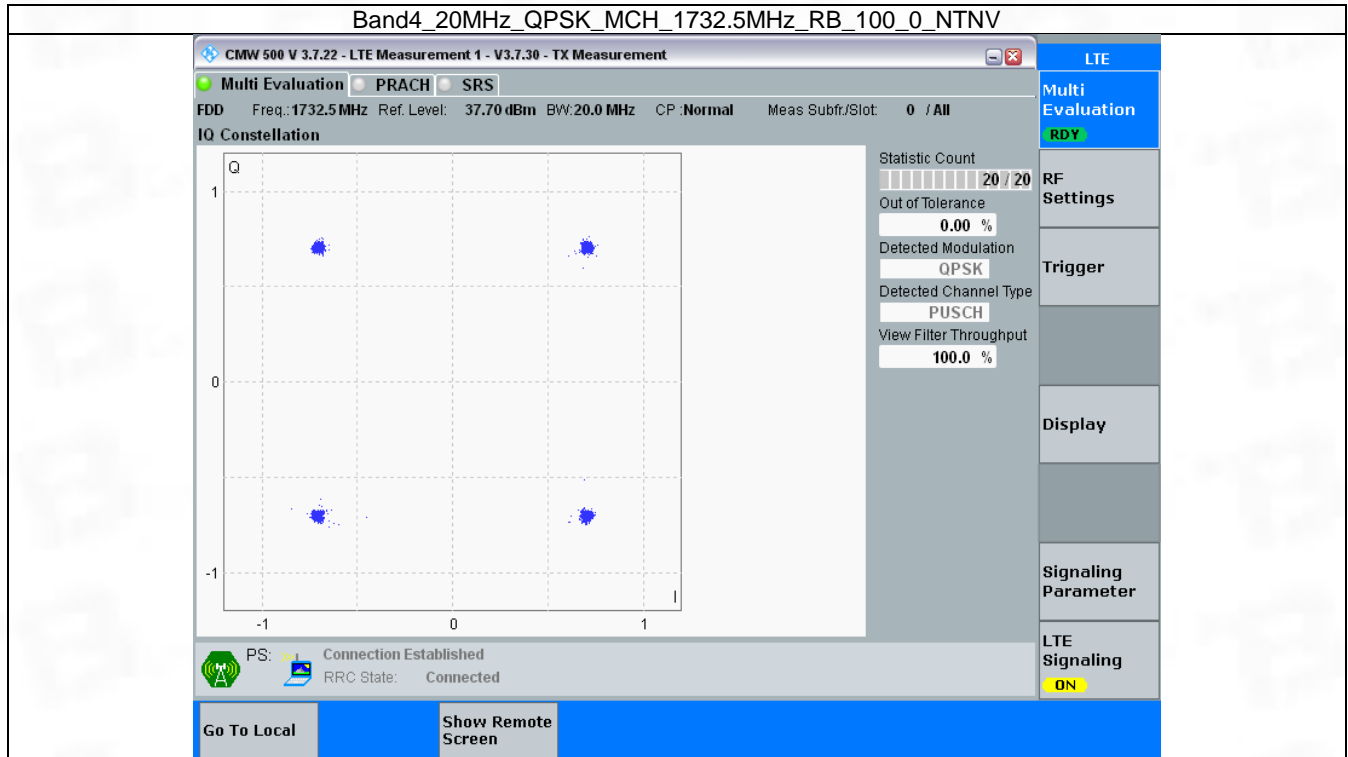 Band4_20MHz_QPSK_MCH_1732.5MHz_RB_100_0_NTNV
CMW 500 V 3.7.22 - LTE Measurement 1 - V3.7.30 - TX Measurement
LTE
Multi Evaluation PRACH SRS
FDD Freq.:1732.5 MHz Ref. Level: 37.70 dBm BW:20.0 MHz CP :Normal Meas Subfr./Slot: 0 / All
IQ Constellation
Multi
Evaluation
RDY
Q
1
0
-1
-1 0 1
I
Statistic Count
20 / 20
Out of Tolerance
0.00 %
Detected Modulation
QPSK
Detected Channel Type
PUSCH
View Filter Throughput
100.0 %
RF
Settings
Trigger
Display
Signaling
Parameter
LTE
Signaling
ON
PS: Connection Established
RRC State: Connected
Go To Local
Show Remote
Screen